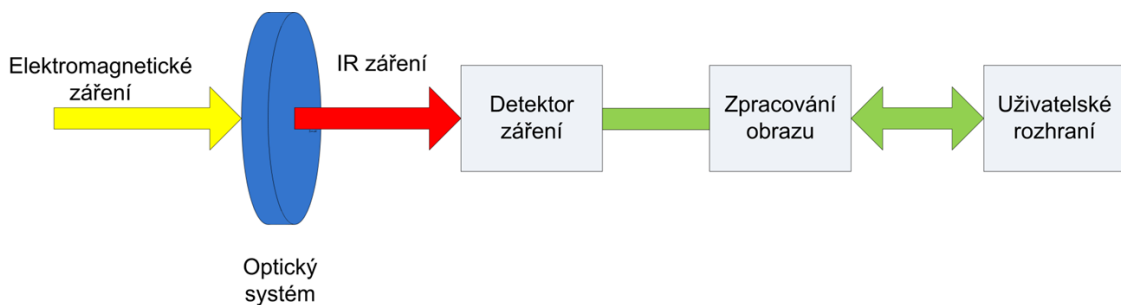 Elektromagnetické
záření
IR záření
Detektor
záření
Zpracování
obrazu
Uživatelské
rozhraní
Optický
systém